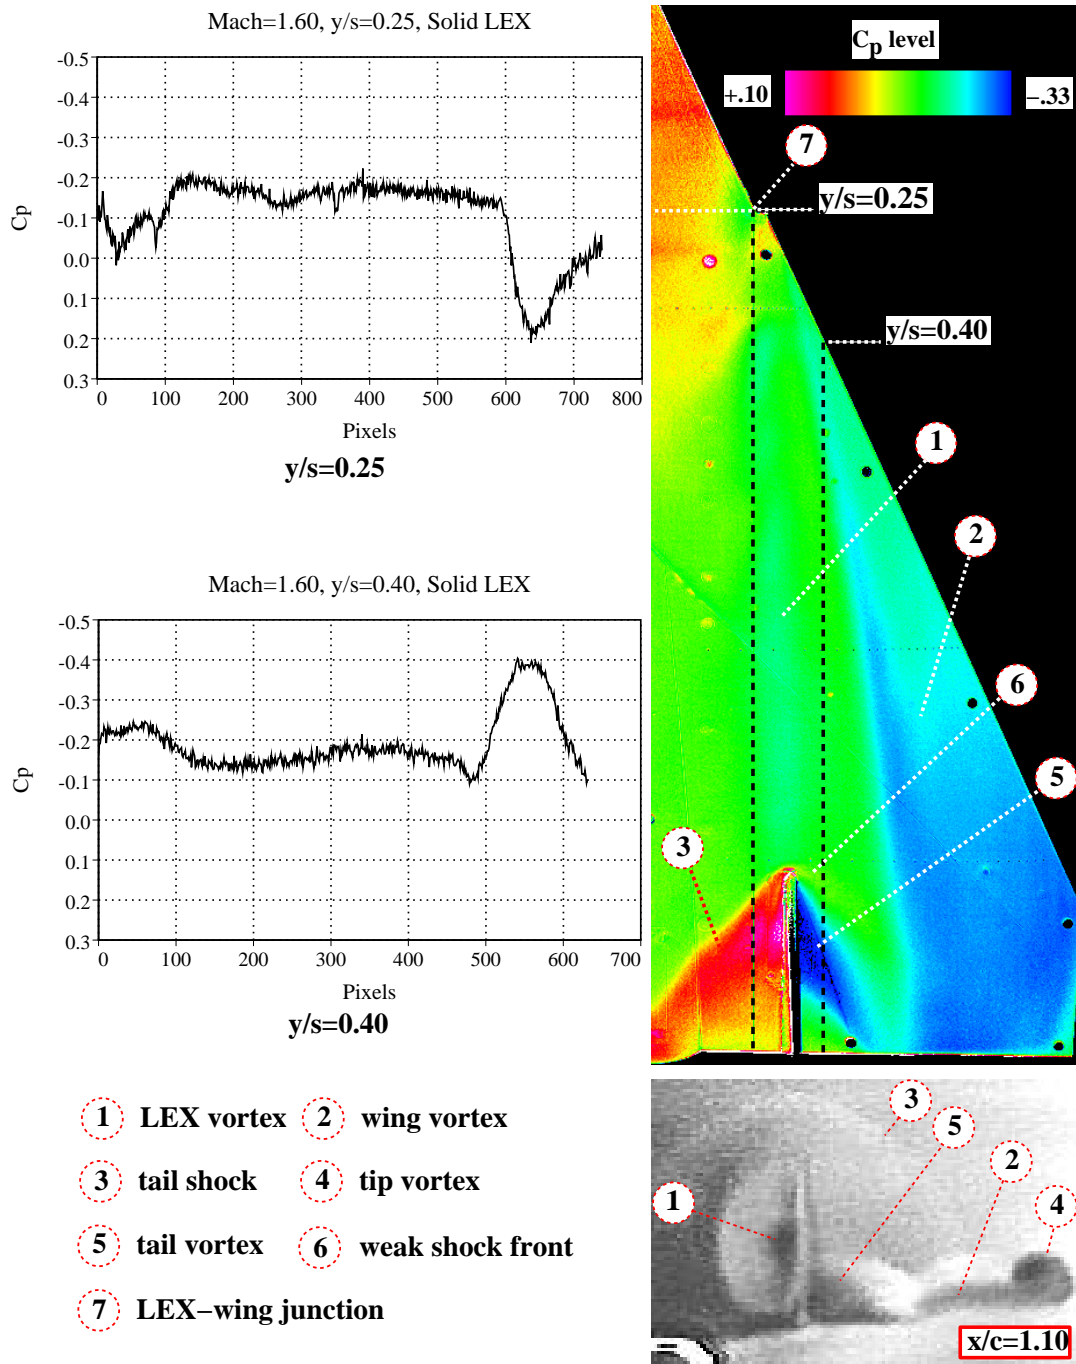 Mach=1.60, y/s=0.25, Solid LEX
-0.5
-0.4
-0.3
-0.2
-0.1
0.0
0.1
0.2
0.3
Cp
0 100 200 300 400 500 600 700 800
Pixels
y/s=0.25
Mach=1.60, y/s=0.40, Solid LEX
-0.5
-0.4
-0.3
-0.2
-0.1
0.0
0.1
0.2
0.3
Cp
0 100 200 300 400 500 600 700
Pixels
y/s=0.40
1 LEX vortex 2 wing vortex
3 tail shock 4 tip vortex
5 tail vortex 6 weak shock front
7 LEX–wing junction
Cp level
+.10 –.33
7
y/s=0.25
y/s=0.40
1
2
6
5
3
3
5
2
1
4
x/c=1.10